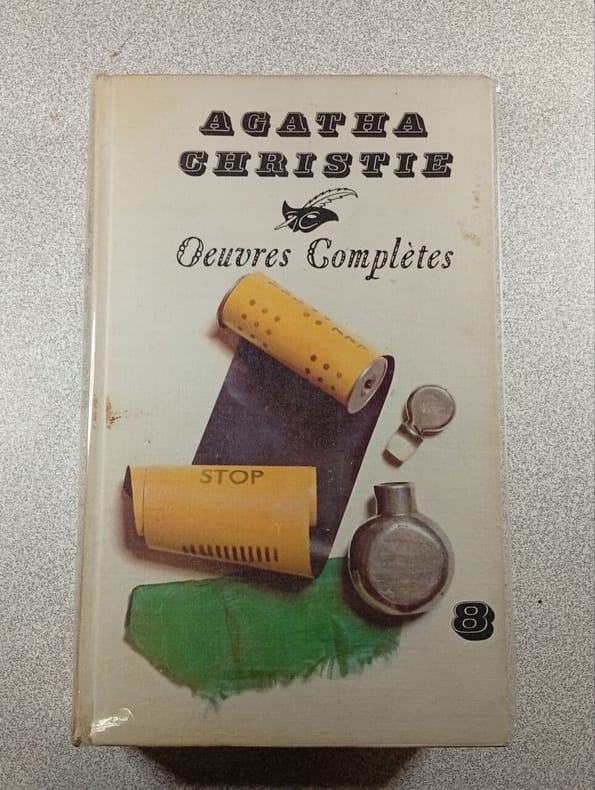 AGATHA
CHRISTIE
Oeuvres Complètes
STOP
8